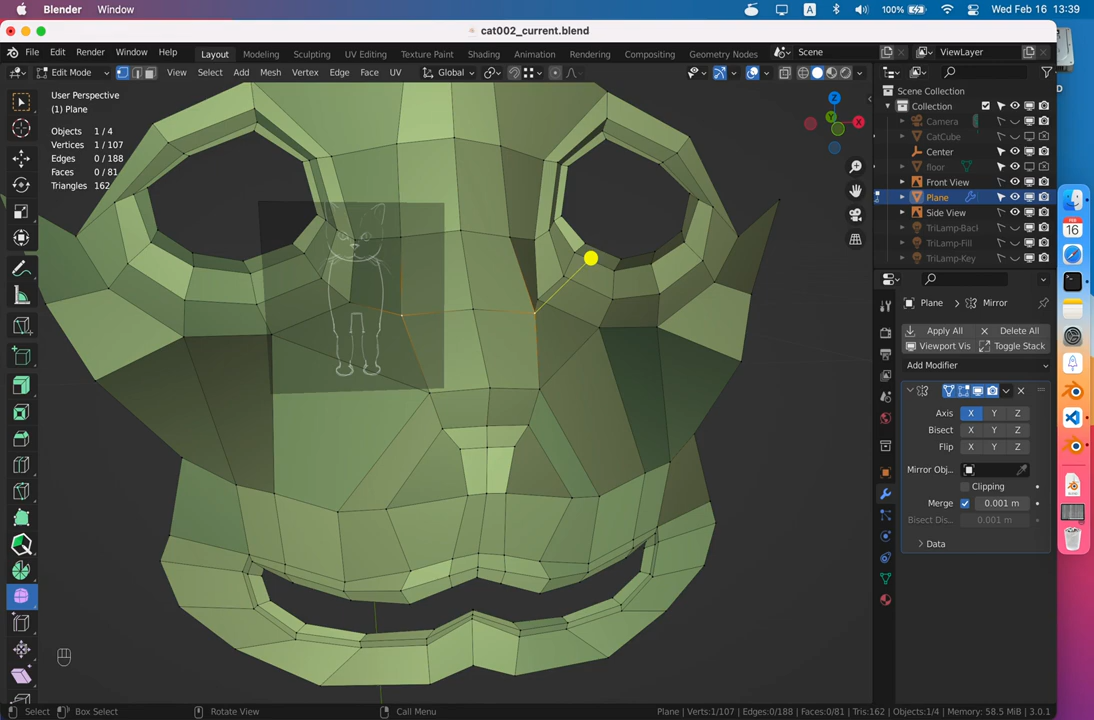 Blender Window
A 100% Wed Feb 16 13:39
cat002_current.blend
File Edit Render Window Help Layout Modeling Sculpting UV Editing Texture Paint Shading Animation Rendering Compositing Geometry Nodes Scene ViewLayer
Edit Mode View Select Add Mesh Vertex Edge Face UV Global
User Perspective
(1) Plane
Objects 1/4
Vertices 1/107
Edges 0/188
Faces 0/81
Triangles 162
Z
Y
X
Scene Collection
Collection
Camera
CatCube
Center
floor
Front View
Plane
Side View
TriLamp-Back
TriLamp-Fill
TriLamp-Key
Plane Mirror
Apply All Delete All
Viewport Vis Toggle Stack
Add Modifier
Axis X Y Z
Bisect X Y Z
Flip X Y Z
Mirror Obj...
Clipping
Merge 0.001 m
Bisect Dis... 0.001 m
Data
FEB
16
Select Box Select Rotate View Call Menu
Plane | Verts:1/107 | Edges:0/188 | Faces:0/81 | Tris:162 | Objects:1/4 | Memory: 58.5 MiB | 3.0.1